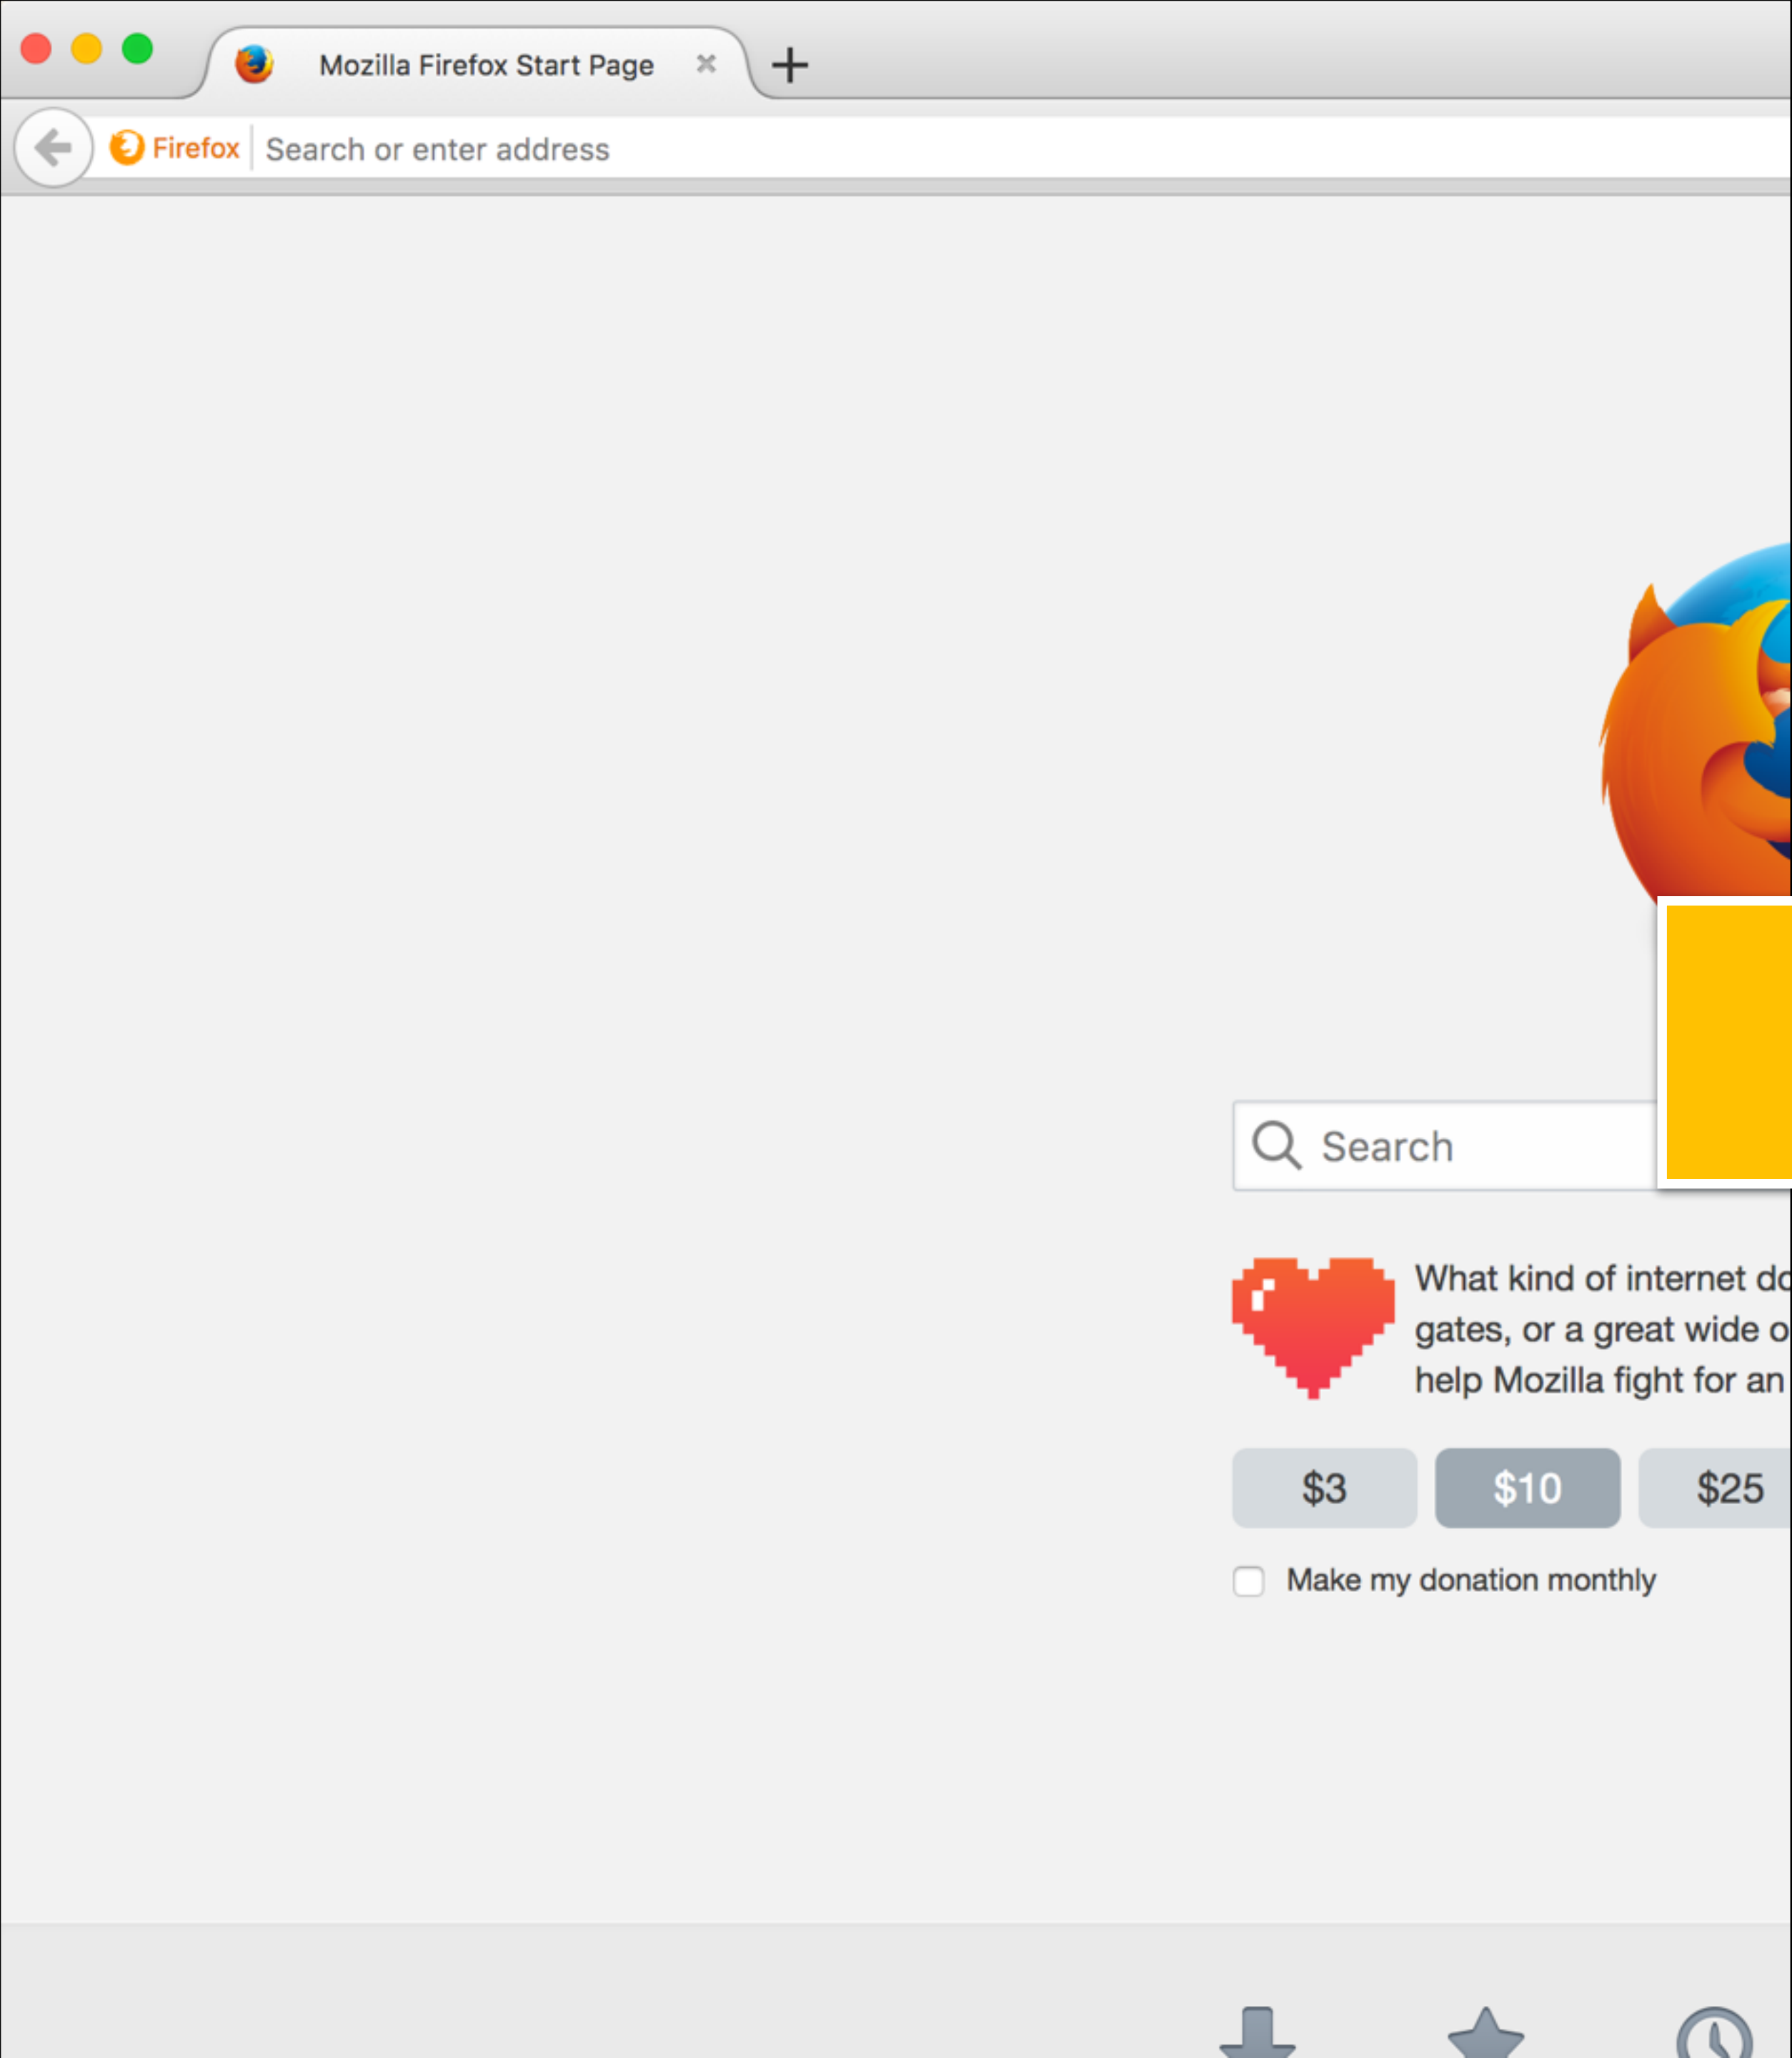 Mozilla Firefox Start Page
Firefox Search or enter address
Search
What kind of internet
gates, or a great wide
help Mozilla fight for an
$3 $10 $25
Make my donation monthly